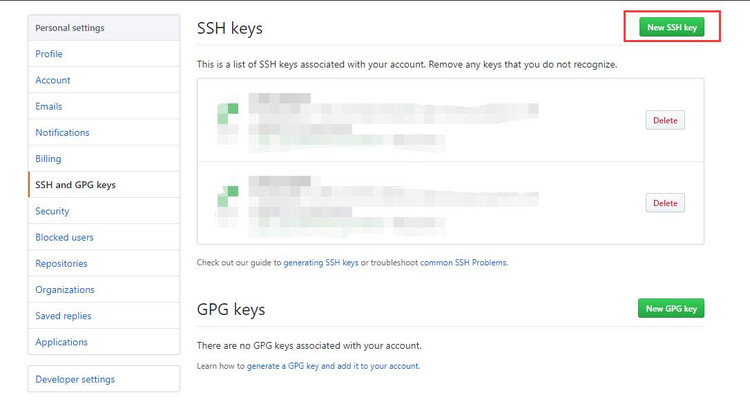 Personal settings
Profile
Account
Emails
Notifications
Billing
SSH and GPG keys
Security
Blocked users
Repositories
Organizations
Saved replies
Applications
Developer settings
SSH keys
New SSH key
This is a list of SSH keys associated with your account. Remove any keys that you do not recognize.
Delete
Delete
Check out our guide to generating SSH keys or troubleshoot common SSH Problems.
GPG keys
New GPG key
There are no GPG keys associated with your account.
Learn how to generate a GPG key and add it to your account.